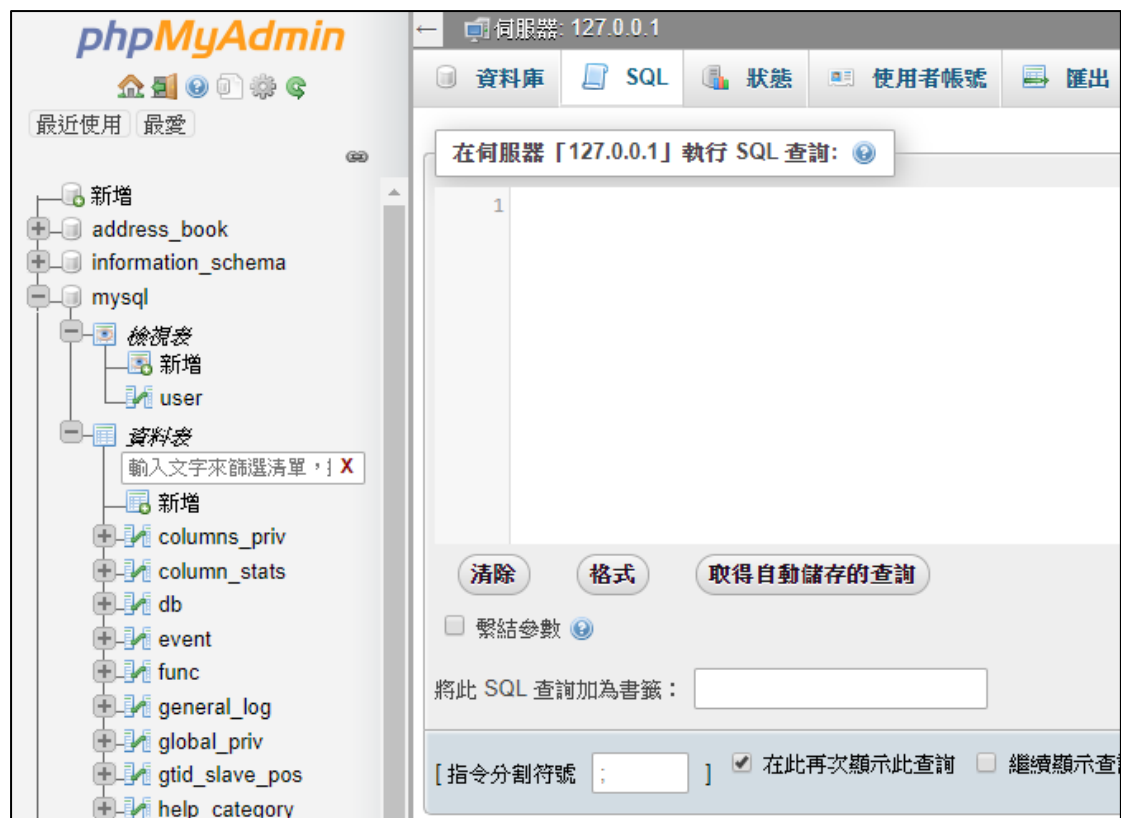 phpMyAdmin
最近使用 最愛
新增
address_book
information_schema
mysql
檢視表
新增
user
資料表
輸入文字來篩選清單，
X
新增
columns_priv
column_stats
db
event
func
general_log
global_priv
gtid_slave_pos
help_category
← 伺服器: 127.0.0.1
資料庫 SQL 狀態 使用者帳號 匯出
在伺服器「127.0.0.1」執行 SQL 查詢:
1
清除 格式 取得自動儲存的查詢
繫結參數
將此 SQL 查詢加為書籤：
[ 指令分割符號 ; ] 在此再次顯示此查詢 繼續顯示查